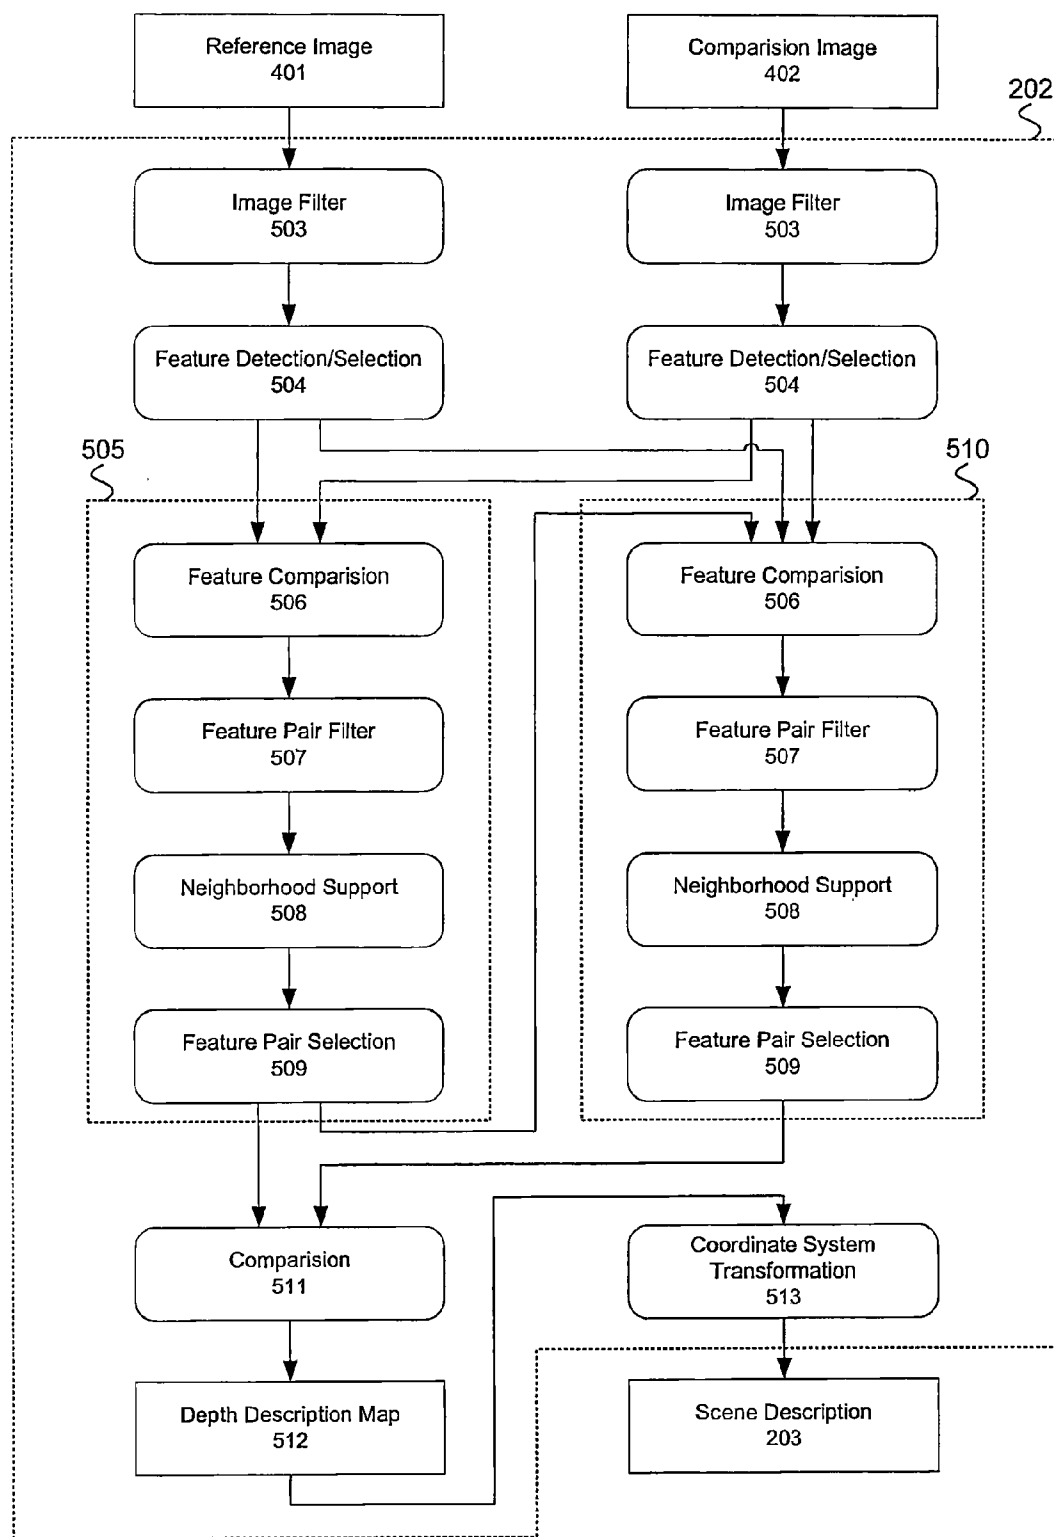 Reference Image
401
Comparision Image
402
202
Image Filter
503
Image Filter
503
Feature Detection/Selection
504
Feature Detection/Selection
504
505
510
Feature Comparision
506
Feature Comparision
506
Feature Pair Filter
507
Feature Pair Filter
507
Neighborhood Support
508
Neighborhood Support
508
Feature Pair Selection
509
Feature Pair Selection
509
Comparision
511
Coordinate System
Transformation
513
Depth Description Map
512
Scene Description
203